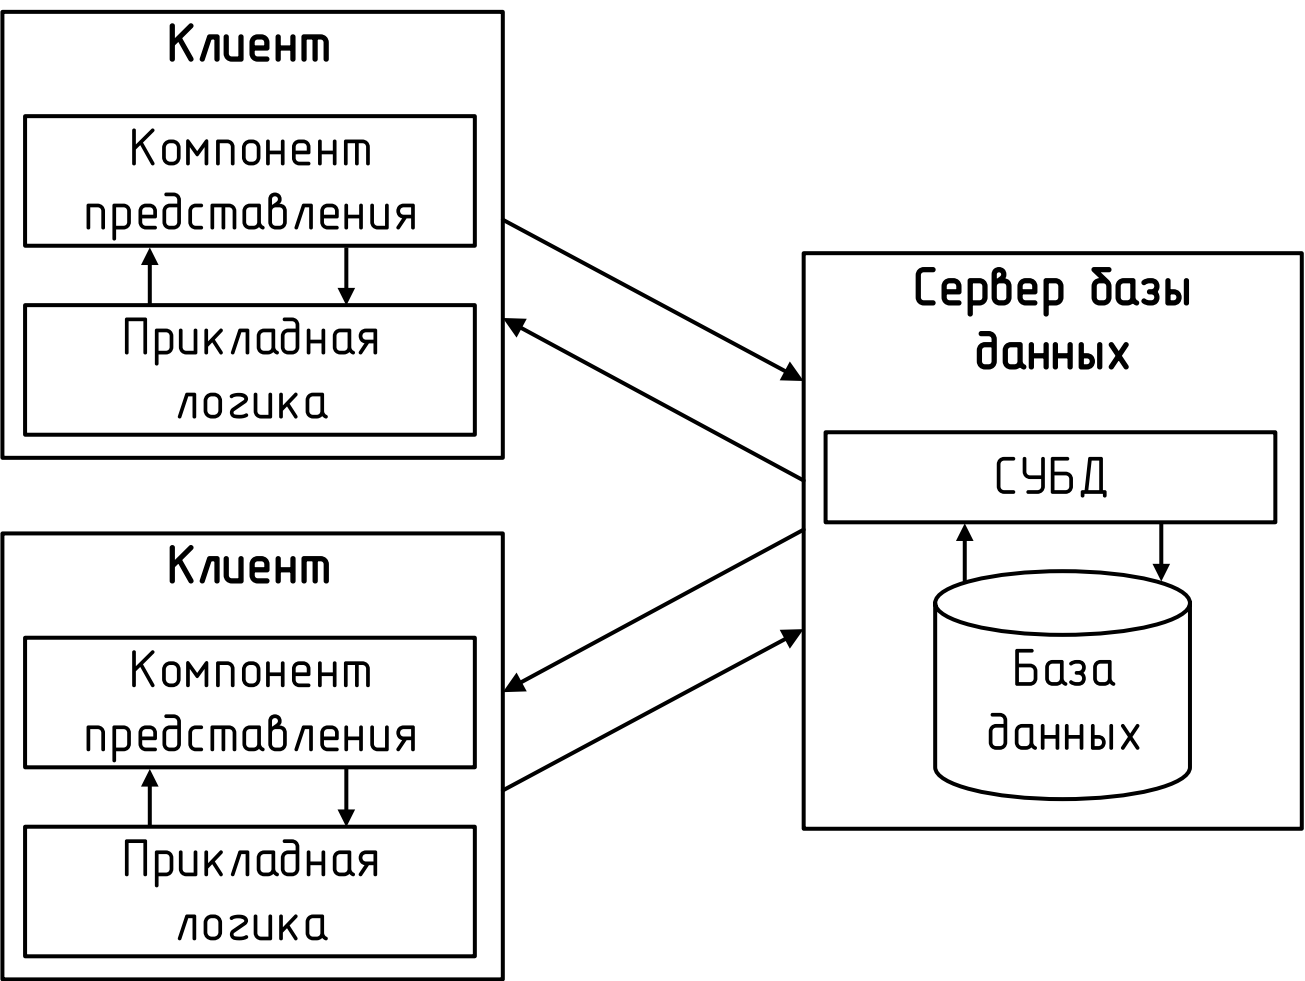 Клиент
Компонент
представления
Прикладная
логика
Клиент
Компонент
представления
Прикладная
логика
Сервер базы
данных
СУБД
База
данных